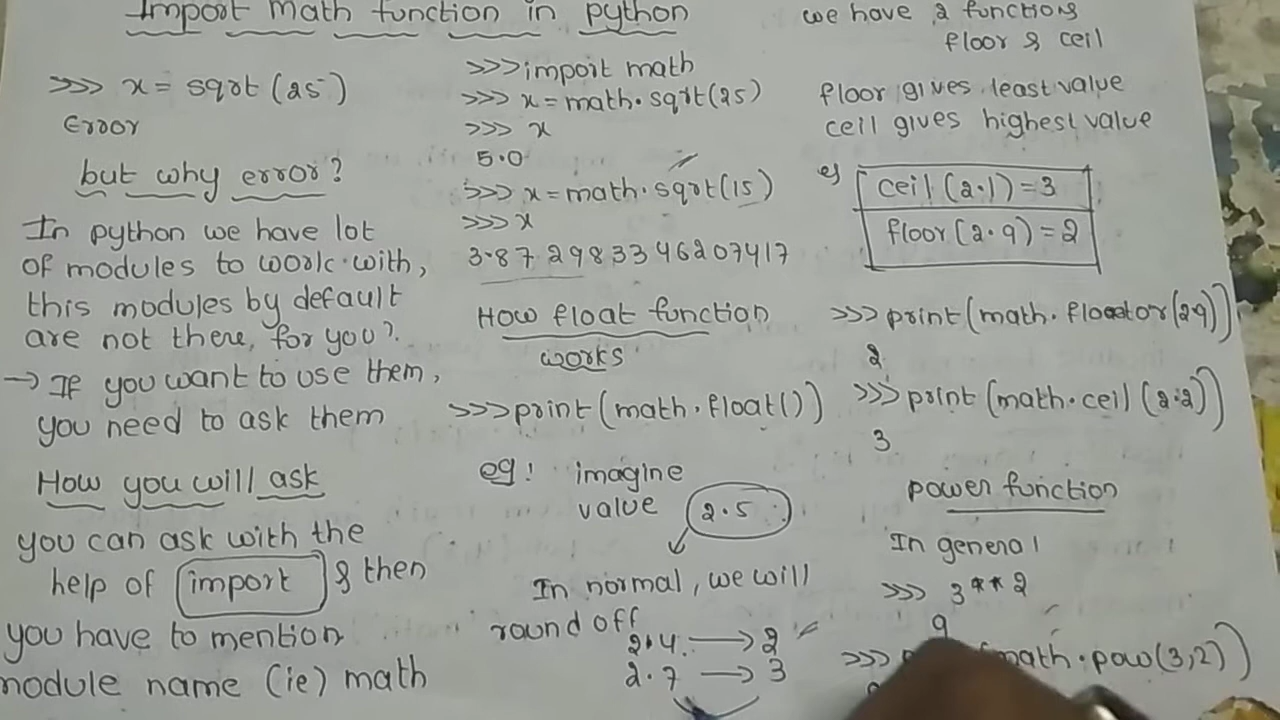 Import math function in python
>>> x = sqrt (25)
Error
but why error?
In python we have lot
of modules to work with,
this modules by default
are not there, for you?
→ If you want to use them,
you need to ask them
How you will ask
you can ask with the
help of import & then
you have to mention
module name (ie) math
>>> import math
>>> x = math.sqrt(25)
>>> x
5.0
>>> x = math.sqrt(15)
>>> x
3.872983346207417
How float function
works
>>> print (math.float())
eg: imagine
value 2.5
In normal, we will
round off
2.4 → 2
2.7 → 3
we have 2 functions
floor & ceil
floor gives least value
ceil gives highest value
eg
ceil (2.1) = 3
floor (2.9) = 2
>>> print (math.
2
>>> print (math.ceil (2.2))
3
power function
In general
>>> 3**2
9
>>> math.pow(3,2))